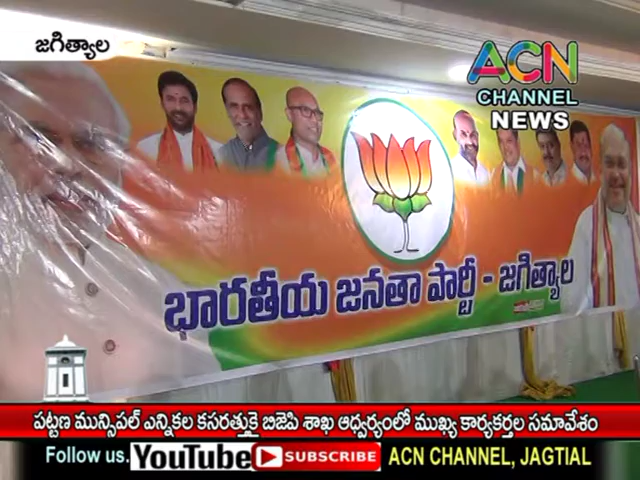 జగిత్యాల
ACN
CHANNEL
NEWS
భారతీయ జనతా పార్టీ - జగిత్యాల
పట్టణ మున్సిపల్ ఎన్నికల కసరత్తుకై బిజెపి శాఖ ఆధ్వర్యంలో ముఖ్య కార్యకర్తల సమావేశం
Follow us. YouTube SUBSCRIBE ACN CHANNEL, JAGTIAL